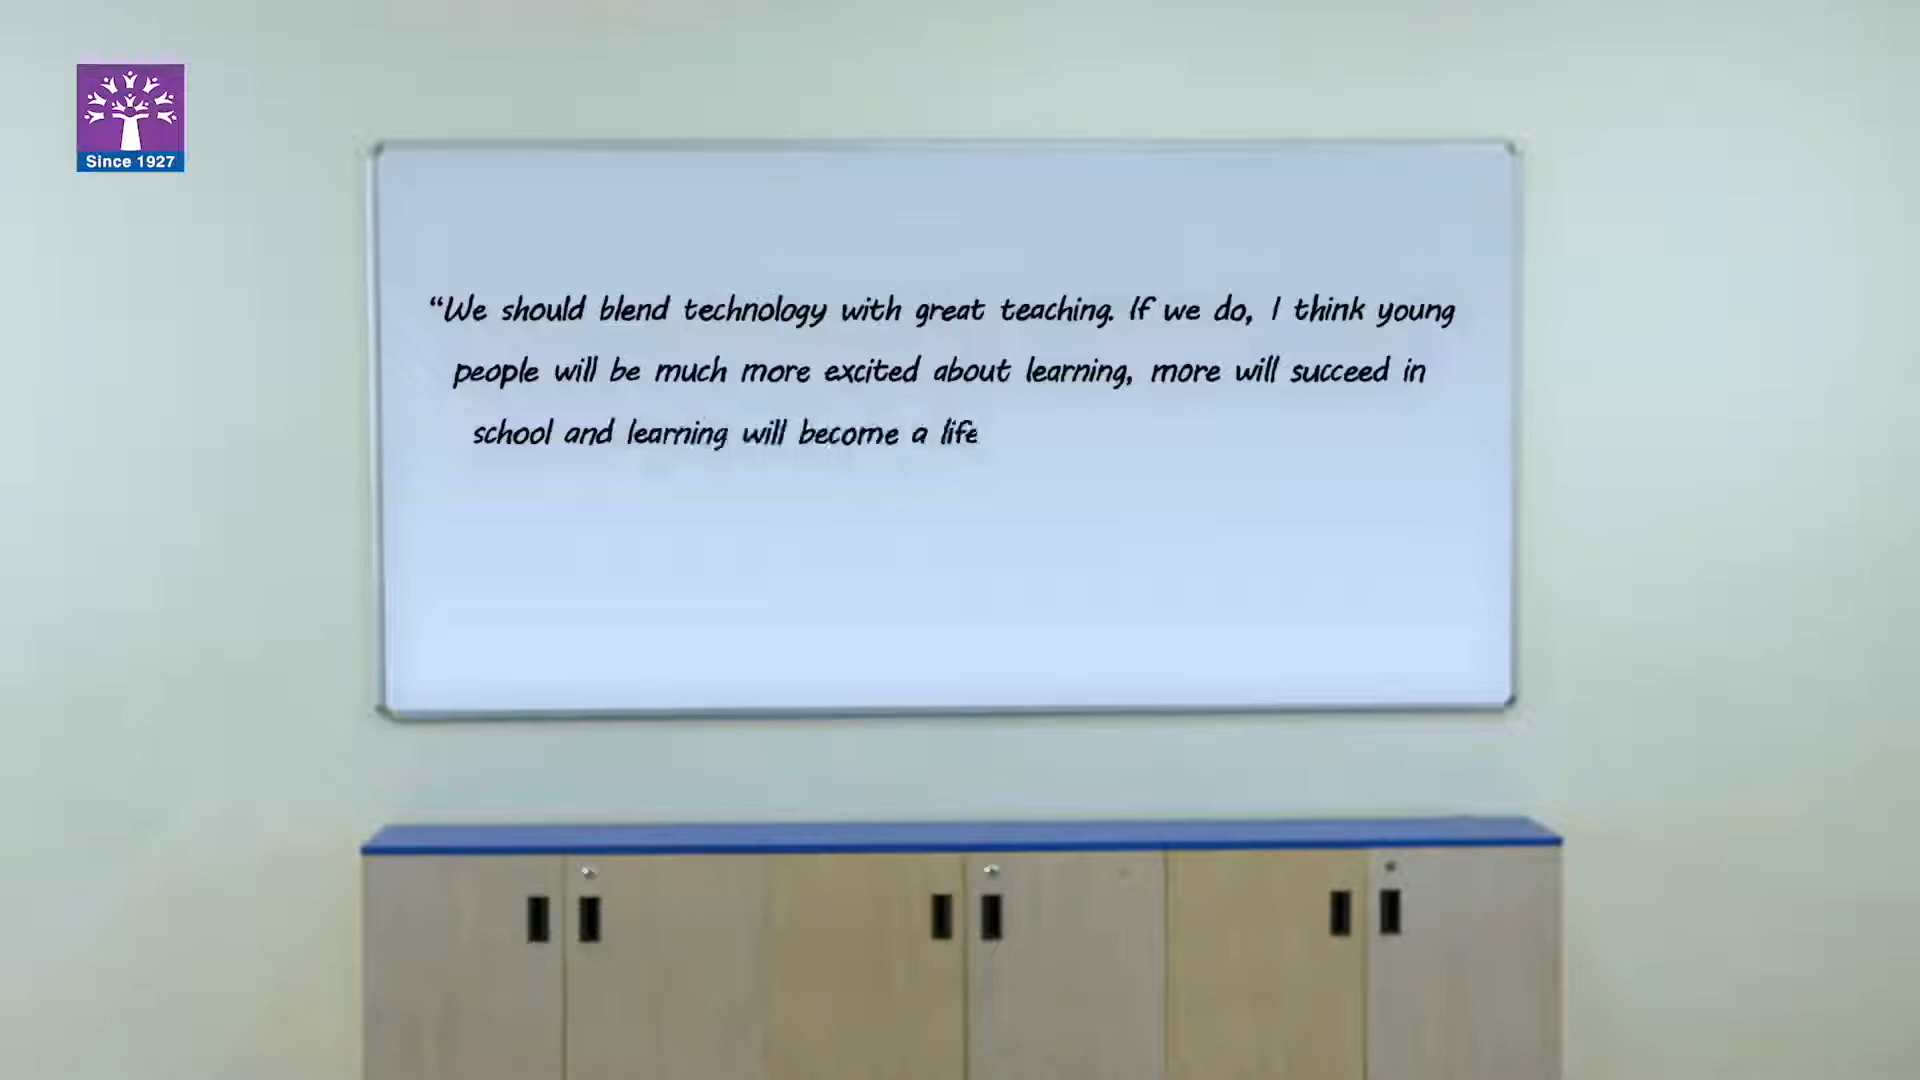 Since 1927
“We should blend technology with great teaching. If we do, I think young
people will be much more excited about learning, more will succeed in
school and learning will become a life